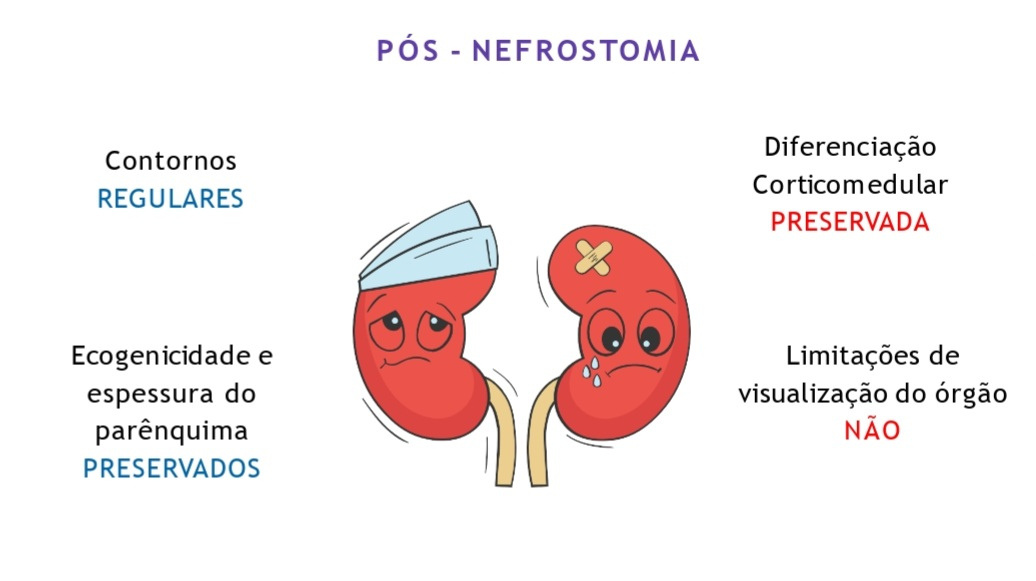 PÓS - NEFROSTOMIA
Contornos
REGULARES
Ecogenicidade e
espessura do
parênquima
PRESERVADOS
Diferenciação
Corticomedular
PRESERVADA
Limitações de
visualização do órgão
NÃO